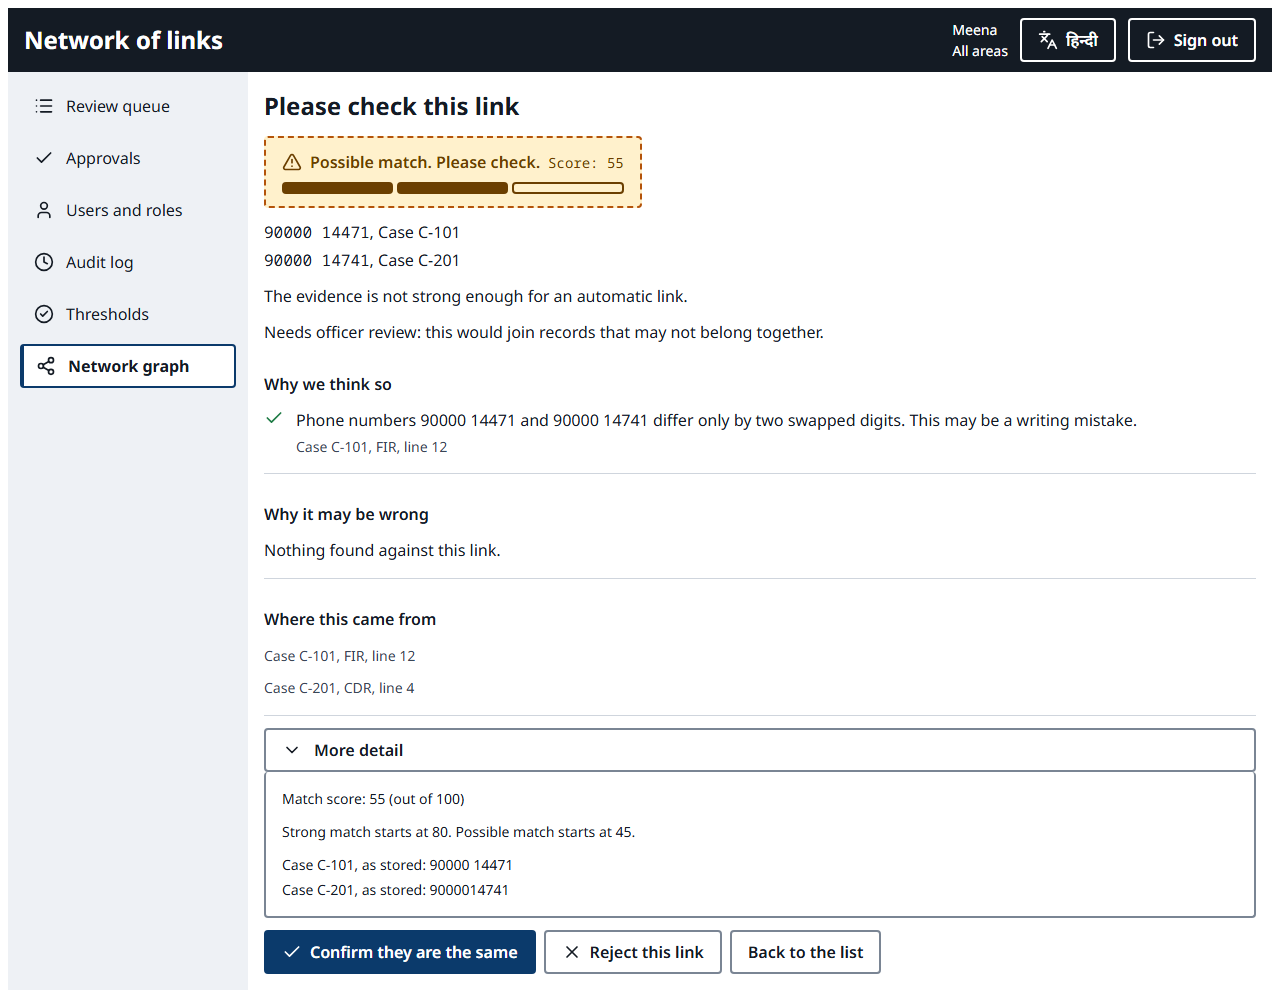 Network of links
Meena
All areas
हिन्दी
Sign out
Review queue
Approvals
Users and roles
Audit log
Thresholds
Network graph
Please check this link
Possible match. Please check. Score: 55
90000 14471, Case C-101
90000 14741, Case C-201
The evidence is not strong enough for an automatic link.
Needs officer review: this would join records that may not belong together.
Why we think so
Phone numbers 90000 14471 and 90000 14741 differ only by two swapped digits. This may be a writing mistake.
Case C-101, FIR, line 12
Why it may be wrong
Nothing found against this link.
Where this came from
Case C-101, FIR, line 12
Case C-201, CDR, line 4
More detail
Match score: 55 (out of 100)
Strong match starts at 80. Possible match starts at 45.
Case C-101, as stored: 90000 14471
Case C-201, as stored: 9000014741
Confirm they are the same
Reject this link
Back to the list